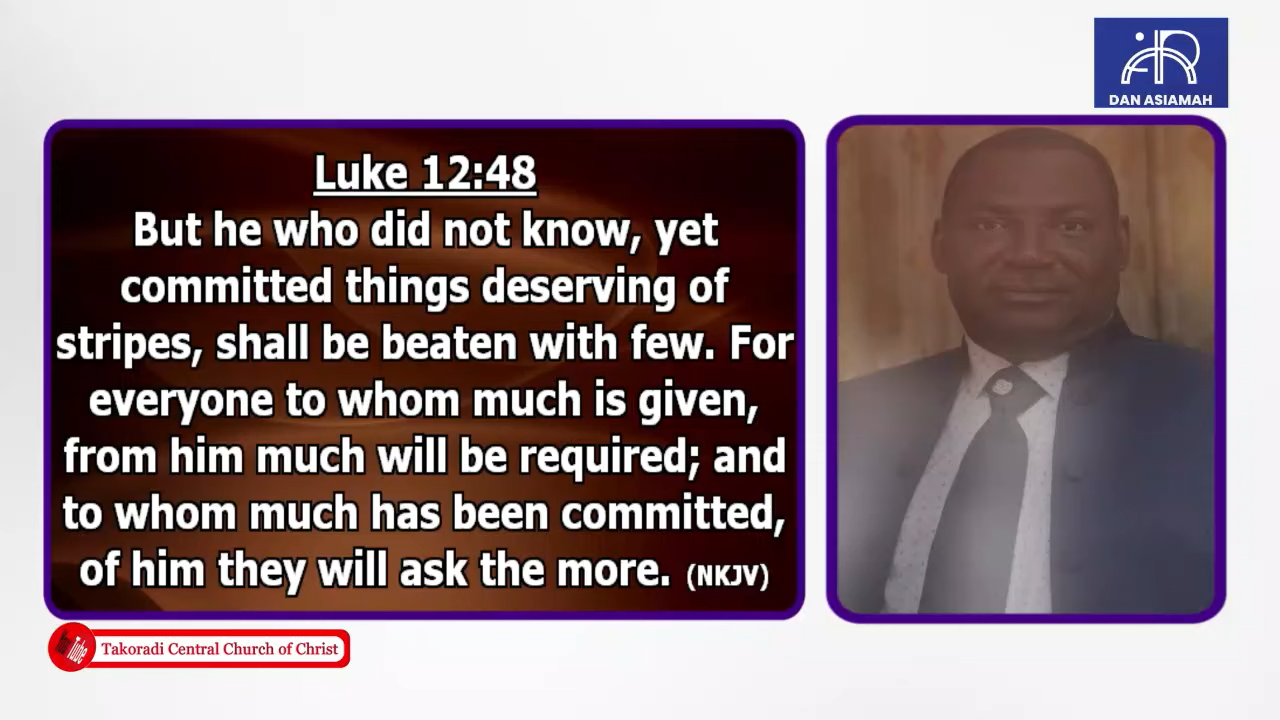 DAN ASIAMAH
Luke 12:48
But he who did not know, yet
committed things deserving of
stripes, shall be beaten with few. For
everyone to whom much is given,
from him much will be required; and
to whom much has been committed,
of him they will ask the more. (NKJV)
Takoradi Central Church of Christ